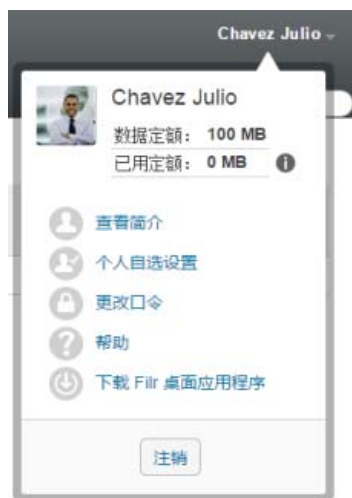 Chavez Julio
Chavez Julio
数据定额： 100 MB
已用定额： 0 MB
查看简介
个人自选设置
更改口令
帮助
下载 Filr 桌面应用程序
注销